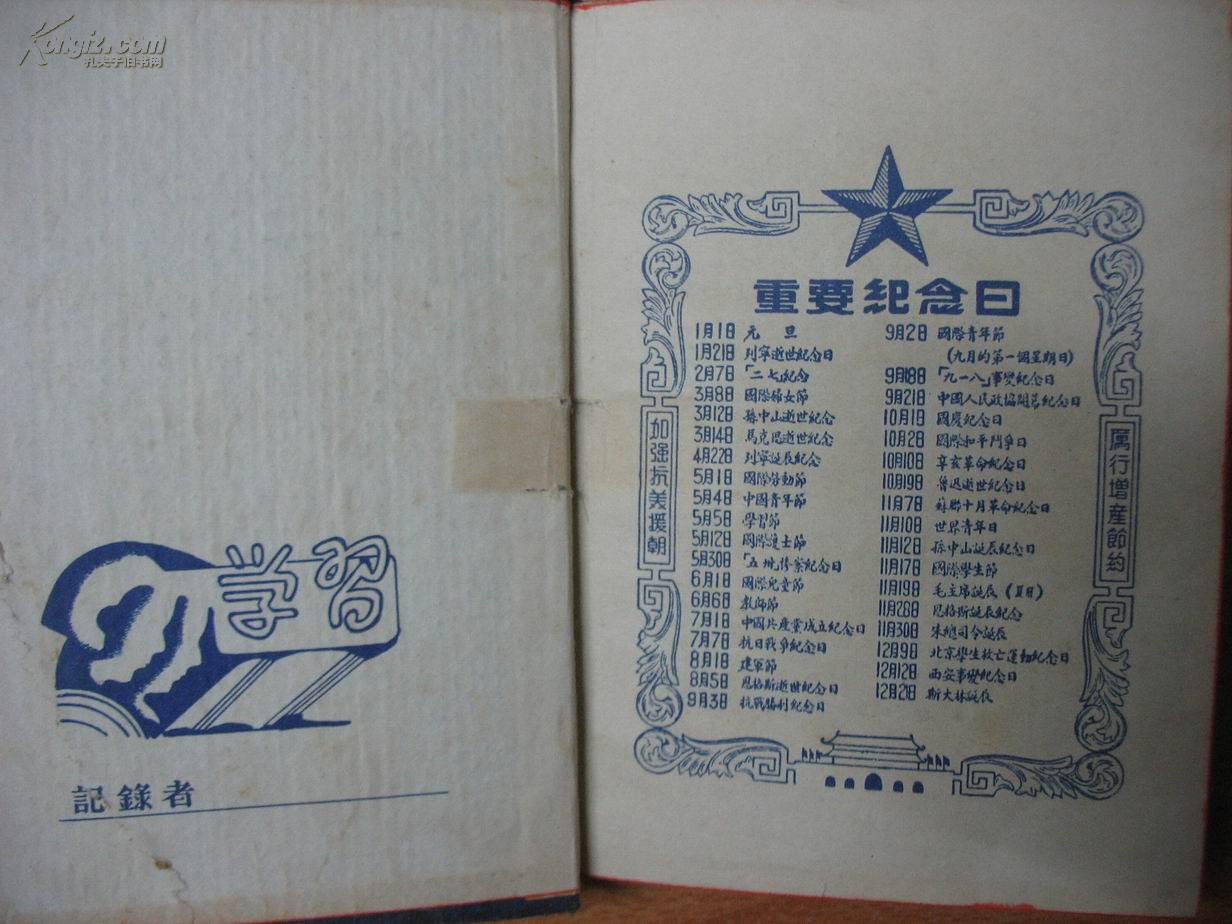 Kongfz.com
孔夫子旧书网
学習
記錄者
重要紀念日
加强抗美援朝
厲行增産節約
1月1日 元旦
1月21日 列寧逝世紀念日
2月7日 「二七」紀念
3月8日 國際婦女節
3月12日 孫中山逝世紀念
3月14日 馬克思逝世紀念
4月22日 列寧誕辰紀念
5月1日 國際勞動節
5月4日 中國青年節
5月5日 學習節
5月12日 國際護士節
5月30日 「五卅」慘案紀念日
6月1日 國際兒童節
6月6日 教師節
7月1日 中國共産黨成立紀念日
7月7日 抗日戰爭紀念日
8月1日 建軍節
8月5日 恩格斯逝世紀念日
9月3日 抗戰勝利紀念日
9月2日 國際青年節
(九月的第一個星期日)
9月18日 「九一八」事變紀念日
9月21日 中國人民政協開幕紀念日
10月1日 國慶紀念日
10月2日 國際和平鬥爭日
10月10日 辛亥革命紀念日
10月19日 魯迅逝世紀念日
11月7日 蘇聯十月革命紀念日
11月10日 世界青年日
11月12日 孫中山誕辰紀念日
11月17日 國際學生節
11月19日 毛主席誕辰
11月28日 恩格斯誕辰紀念
11月30日 朱總司令誕辰
12月9日 北京學生救亡運動紀念日
12月12日 西安事變紀念日
12月21日 斯大林誕辰